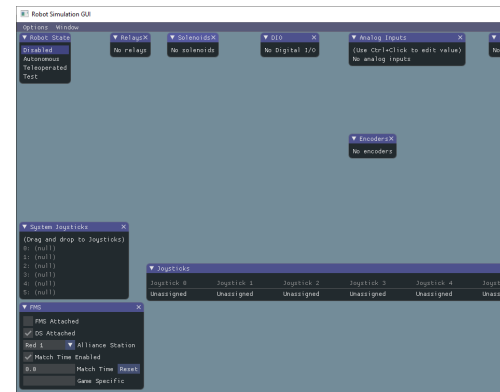 Robot Simulation GUI
Options Window
Robot State
Disabled
Autonomous
Teleoperated
Test
Relays
No relays
Solenoids
No solenoids
DIO
No Digital I/O
Analog Inputs
(Use Ctrl+Click to edit value)
No analog inputs
No
Encoders
No encoders
System Joysticks
(Drag and drop to Joysticks)
0: (null)
1: (null)
2: (null)
3: (null)
4: (null)
5: (null)
Joysticks
Joystick 0 Joystick 1 Joystick 2 Joystick 3 Joystick 4 Joyst
Unassigned Unassigned Unassigned Unassigned Unassigned Unass
FMS
FMS Attached
DS Attached
Red 1 Alliance Station
Match Time Enabled
0.0 Match Time Reset
Game Specific